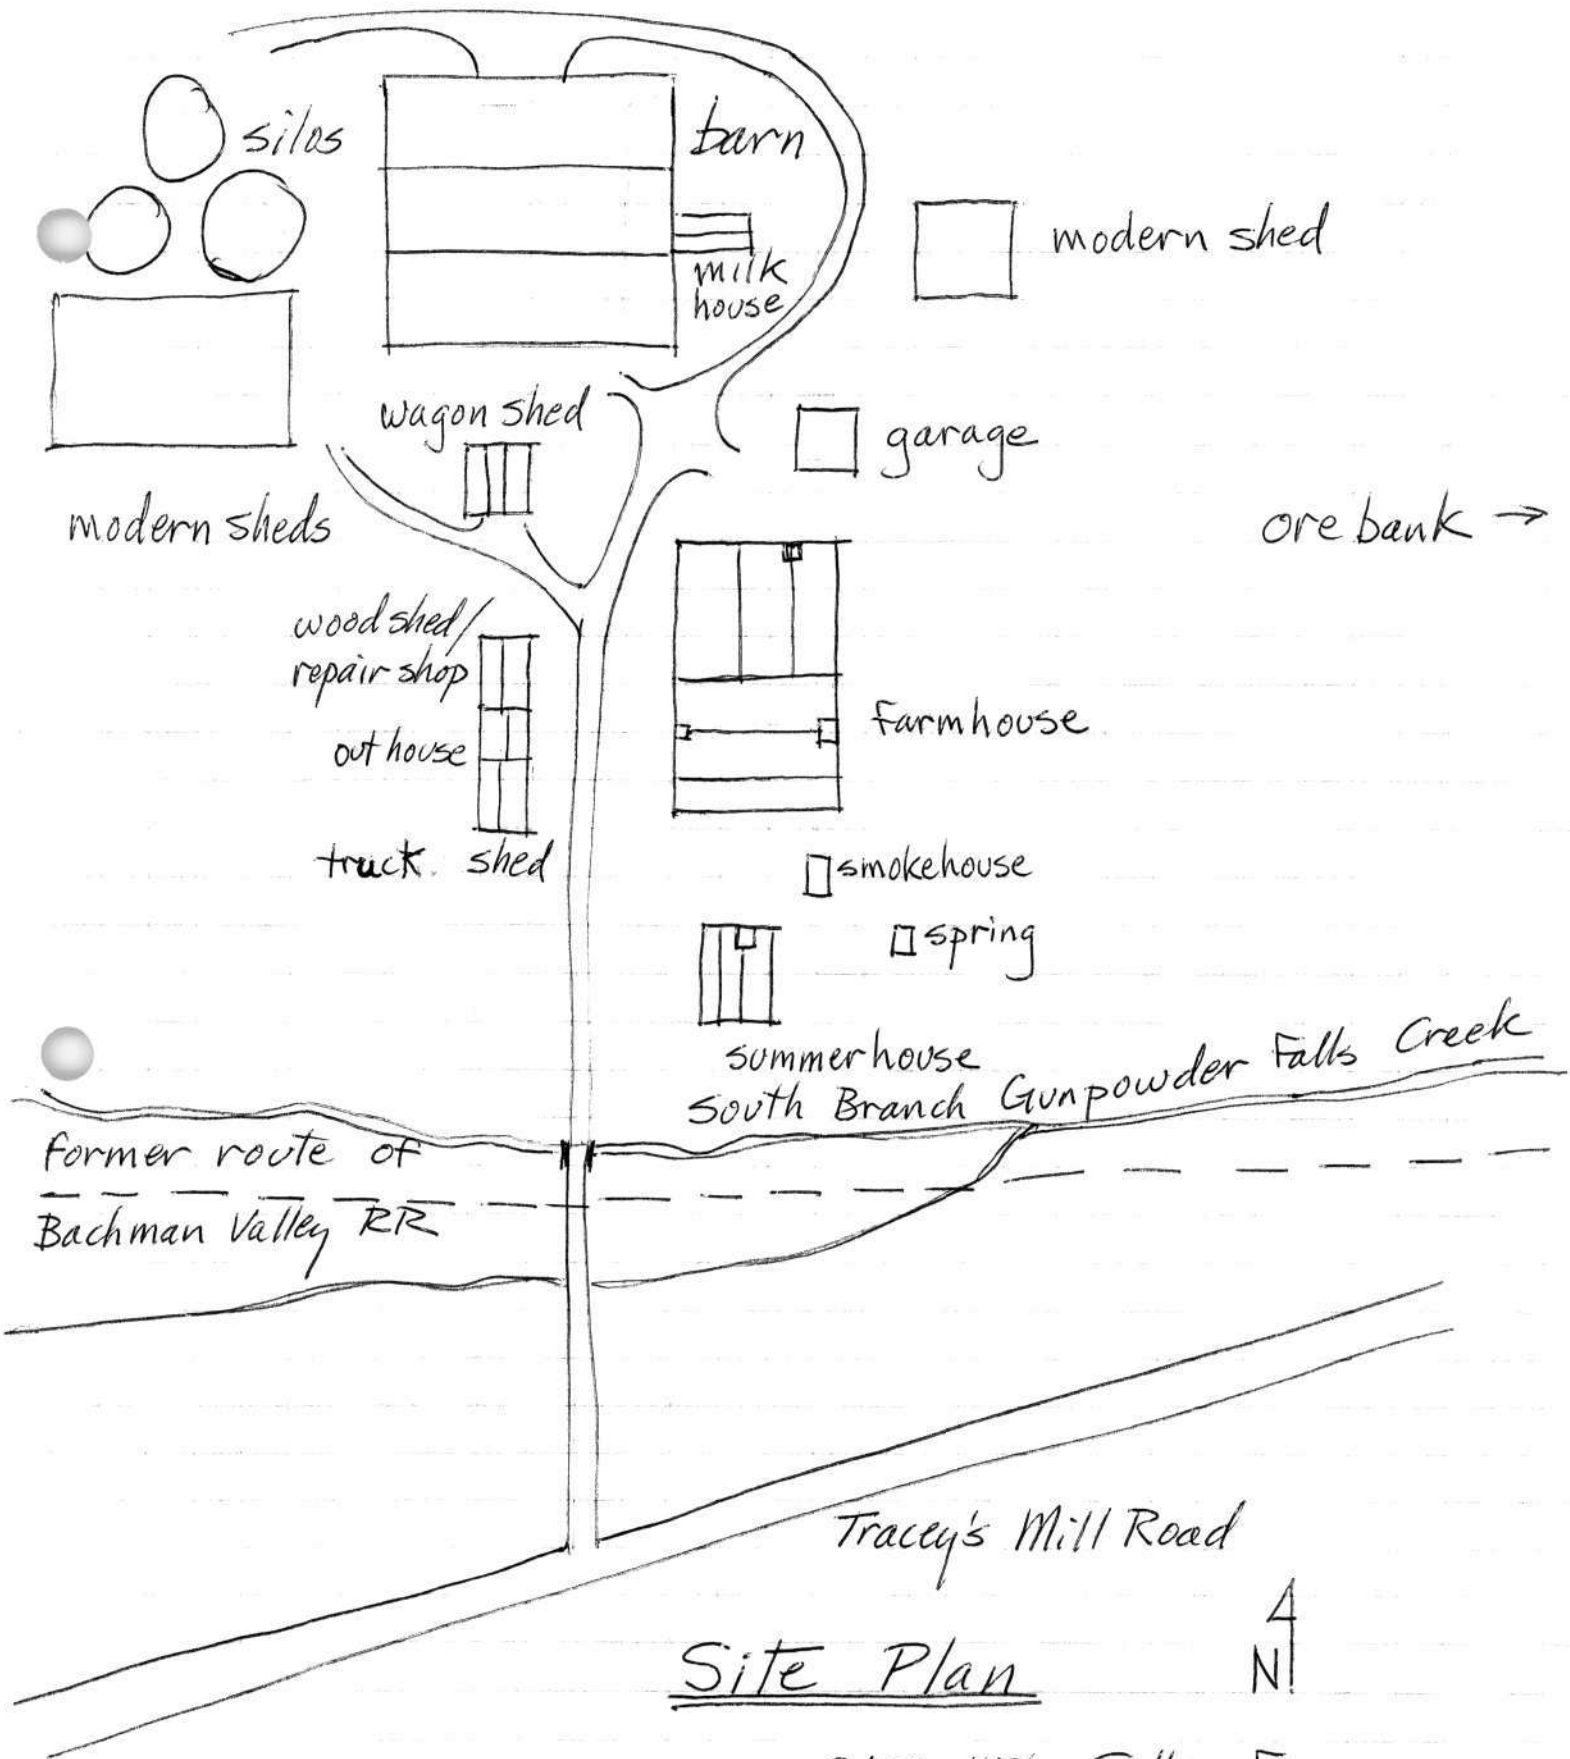 silos
barn
milk
house
modern shed
wagon shed
garage
modern sheds
ore bank →
wood shed/
repair shop
out house
truck shed
farmhouse
smokehouse
spring
summerhouse
South Branch Gunpowder Falls Creek
former route of
Bachman Valley RR
Tracey's Mill Road
Site Plan
N